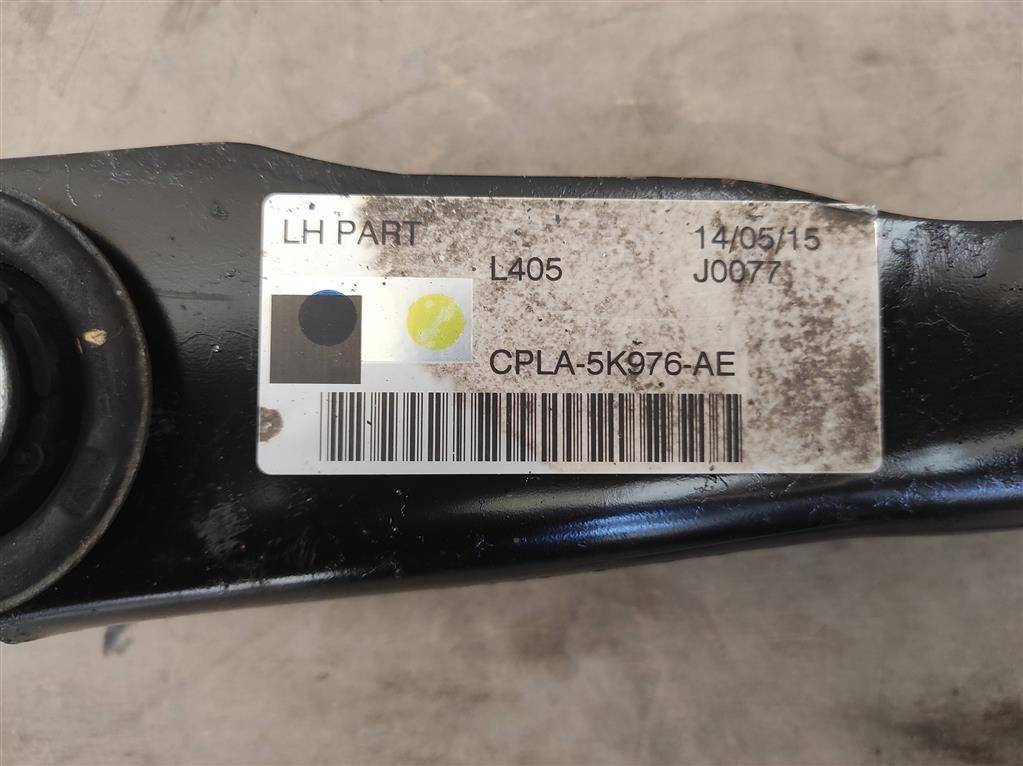 LH PART
14/05/15
L405
J0077
CPLA-5K976-AE